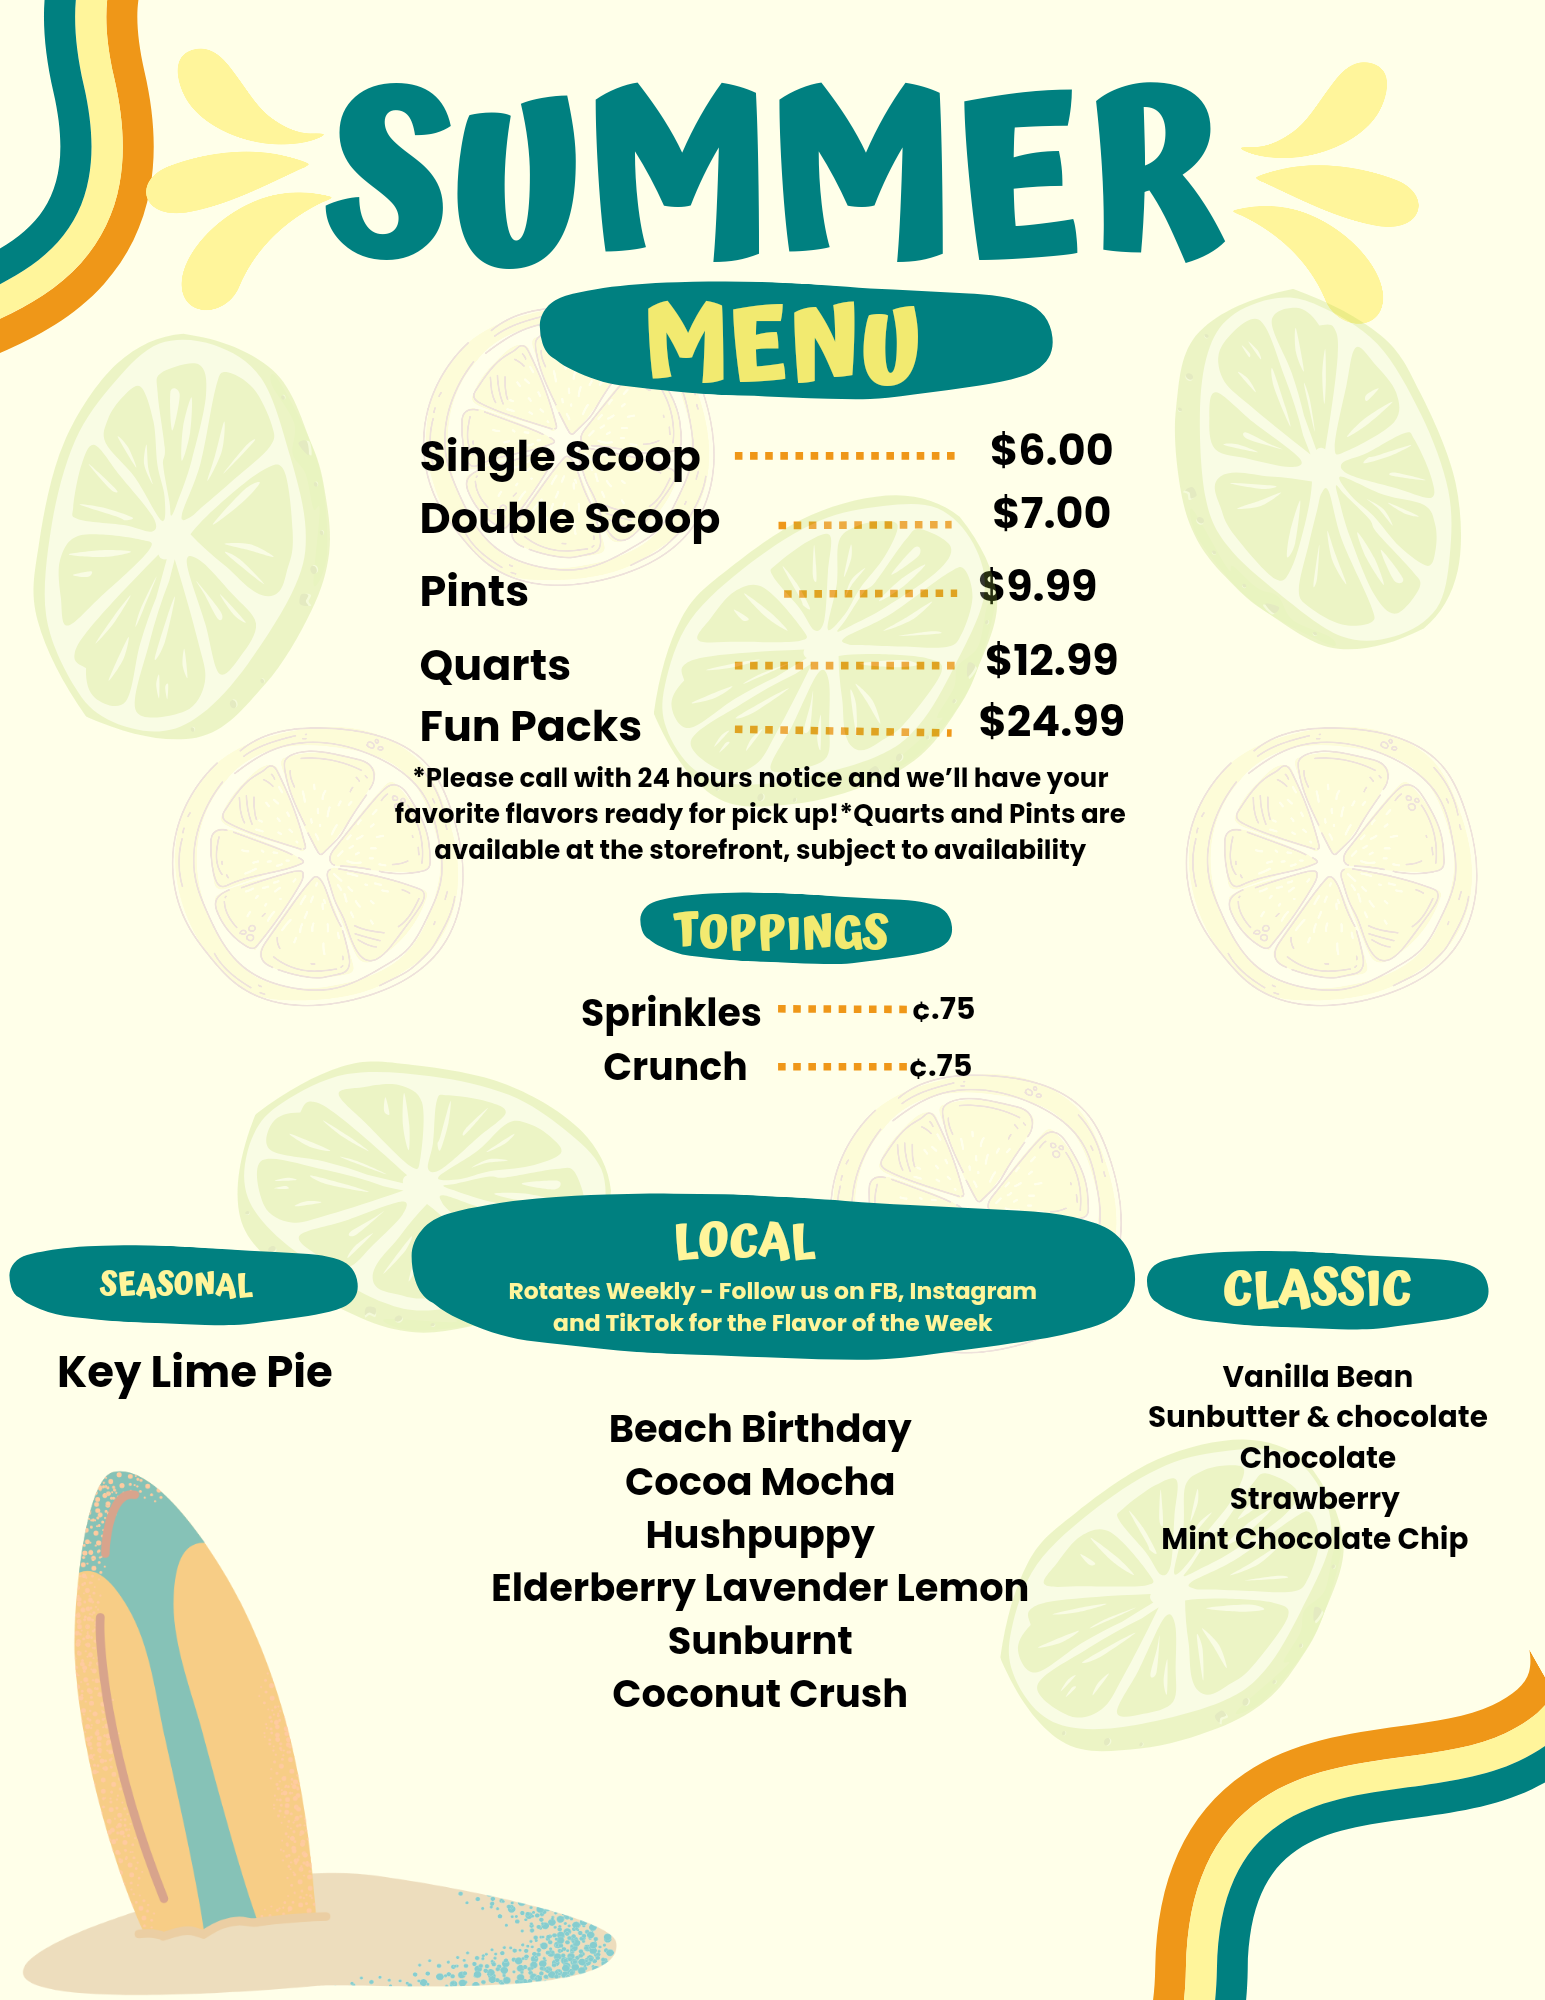 SUMMER
MENU
Single Scoop $6.00
Double Scoop $7.00
Pints $9.99
Quarts $12.99
Fun Packs $24.99
*Please call with 24 hours notice and we’ll have your
favorite flavors ready for pick up!*Quarts and Pints are
available at the storefront, subject to availability
TOPPINGS
Sprinkles ¢.75
Crunch ¢.75
SEASONAL
Key Lime Pie
LOCAL
Rotates Weekly - Follow us on FB, Instagram
and TikTok for the Flavor of the Week
Beach Birthday
Cocoa Mocha
Hushpuppy
Elderberry Lavender Lemon
Sunburnt
Coconut Crush
CLASSIC
Vanilla Bean
Sunbutter & chocolate
Chocolate
Strawberry
Mint Chocolate Chip